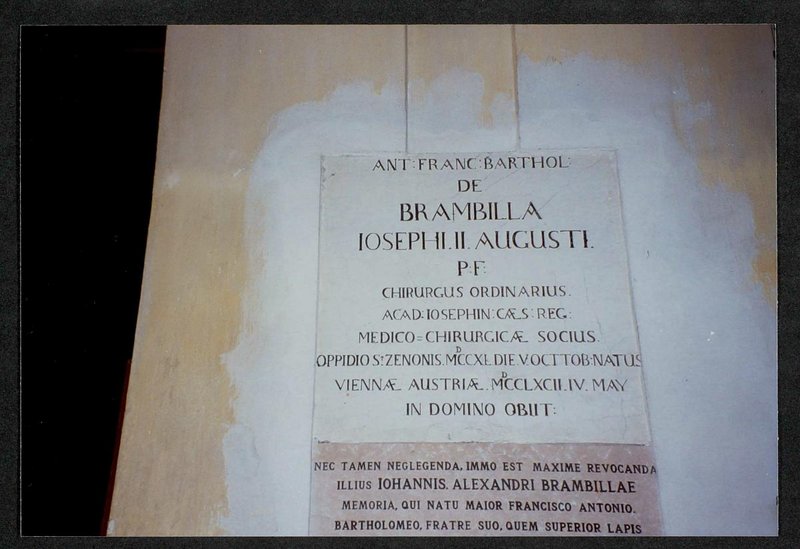 ANT: FRANC: BARTHOL:
DE
BRAMBILLA
IOSEPHI. II. AUGUSTI.
P: F:
CHIRURGUS ORDINARIUS.
ACAD: IOSEPHIN: CÆS: REG:
MEDICO=CHIRURGICÆ SOCIUS.
OPPIDIO Sti ZENONIS. MDCCXL DIE V. OCTTOB: NATUS
VIENNÆ AUSTRIÆ. MDCCLXCII. IV. MAY
IN DOMINO OBIIT:
NEC TAMEN NEGLEGENDA, IMMO EST MAXIME REVOCANDA
ILLIUS IOHANNIS. ALEXANDRI BRAMBILLAE
MEMORIA, QUI NATU MAIOR FRANCISCO ANTONIO.
BARTHOLOMEO, FRATRE SUO, QUEM SUPERIOR LAPIS